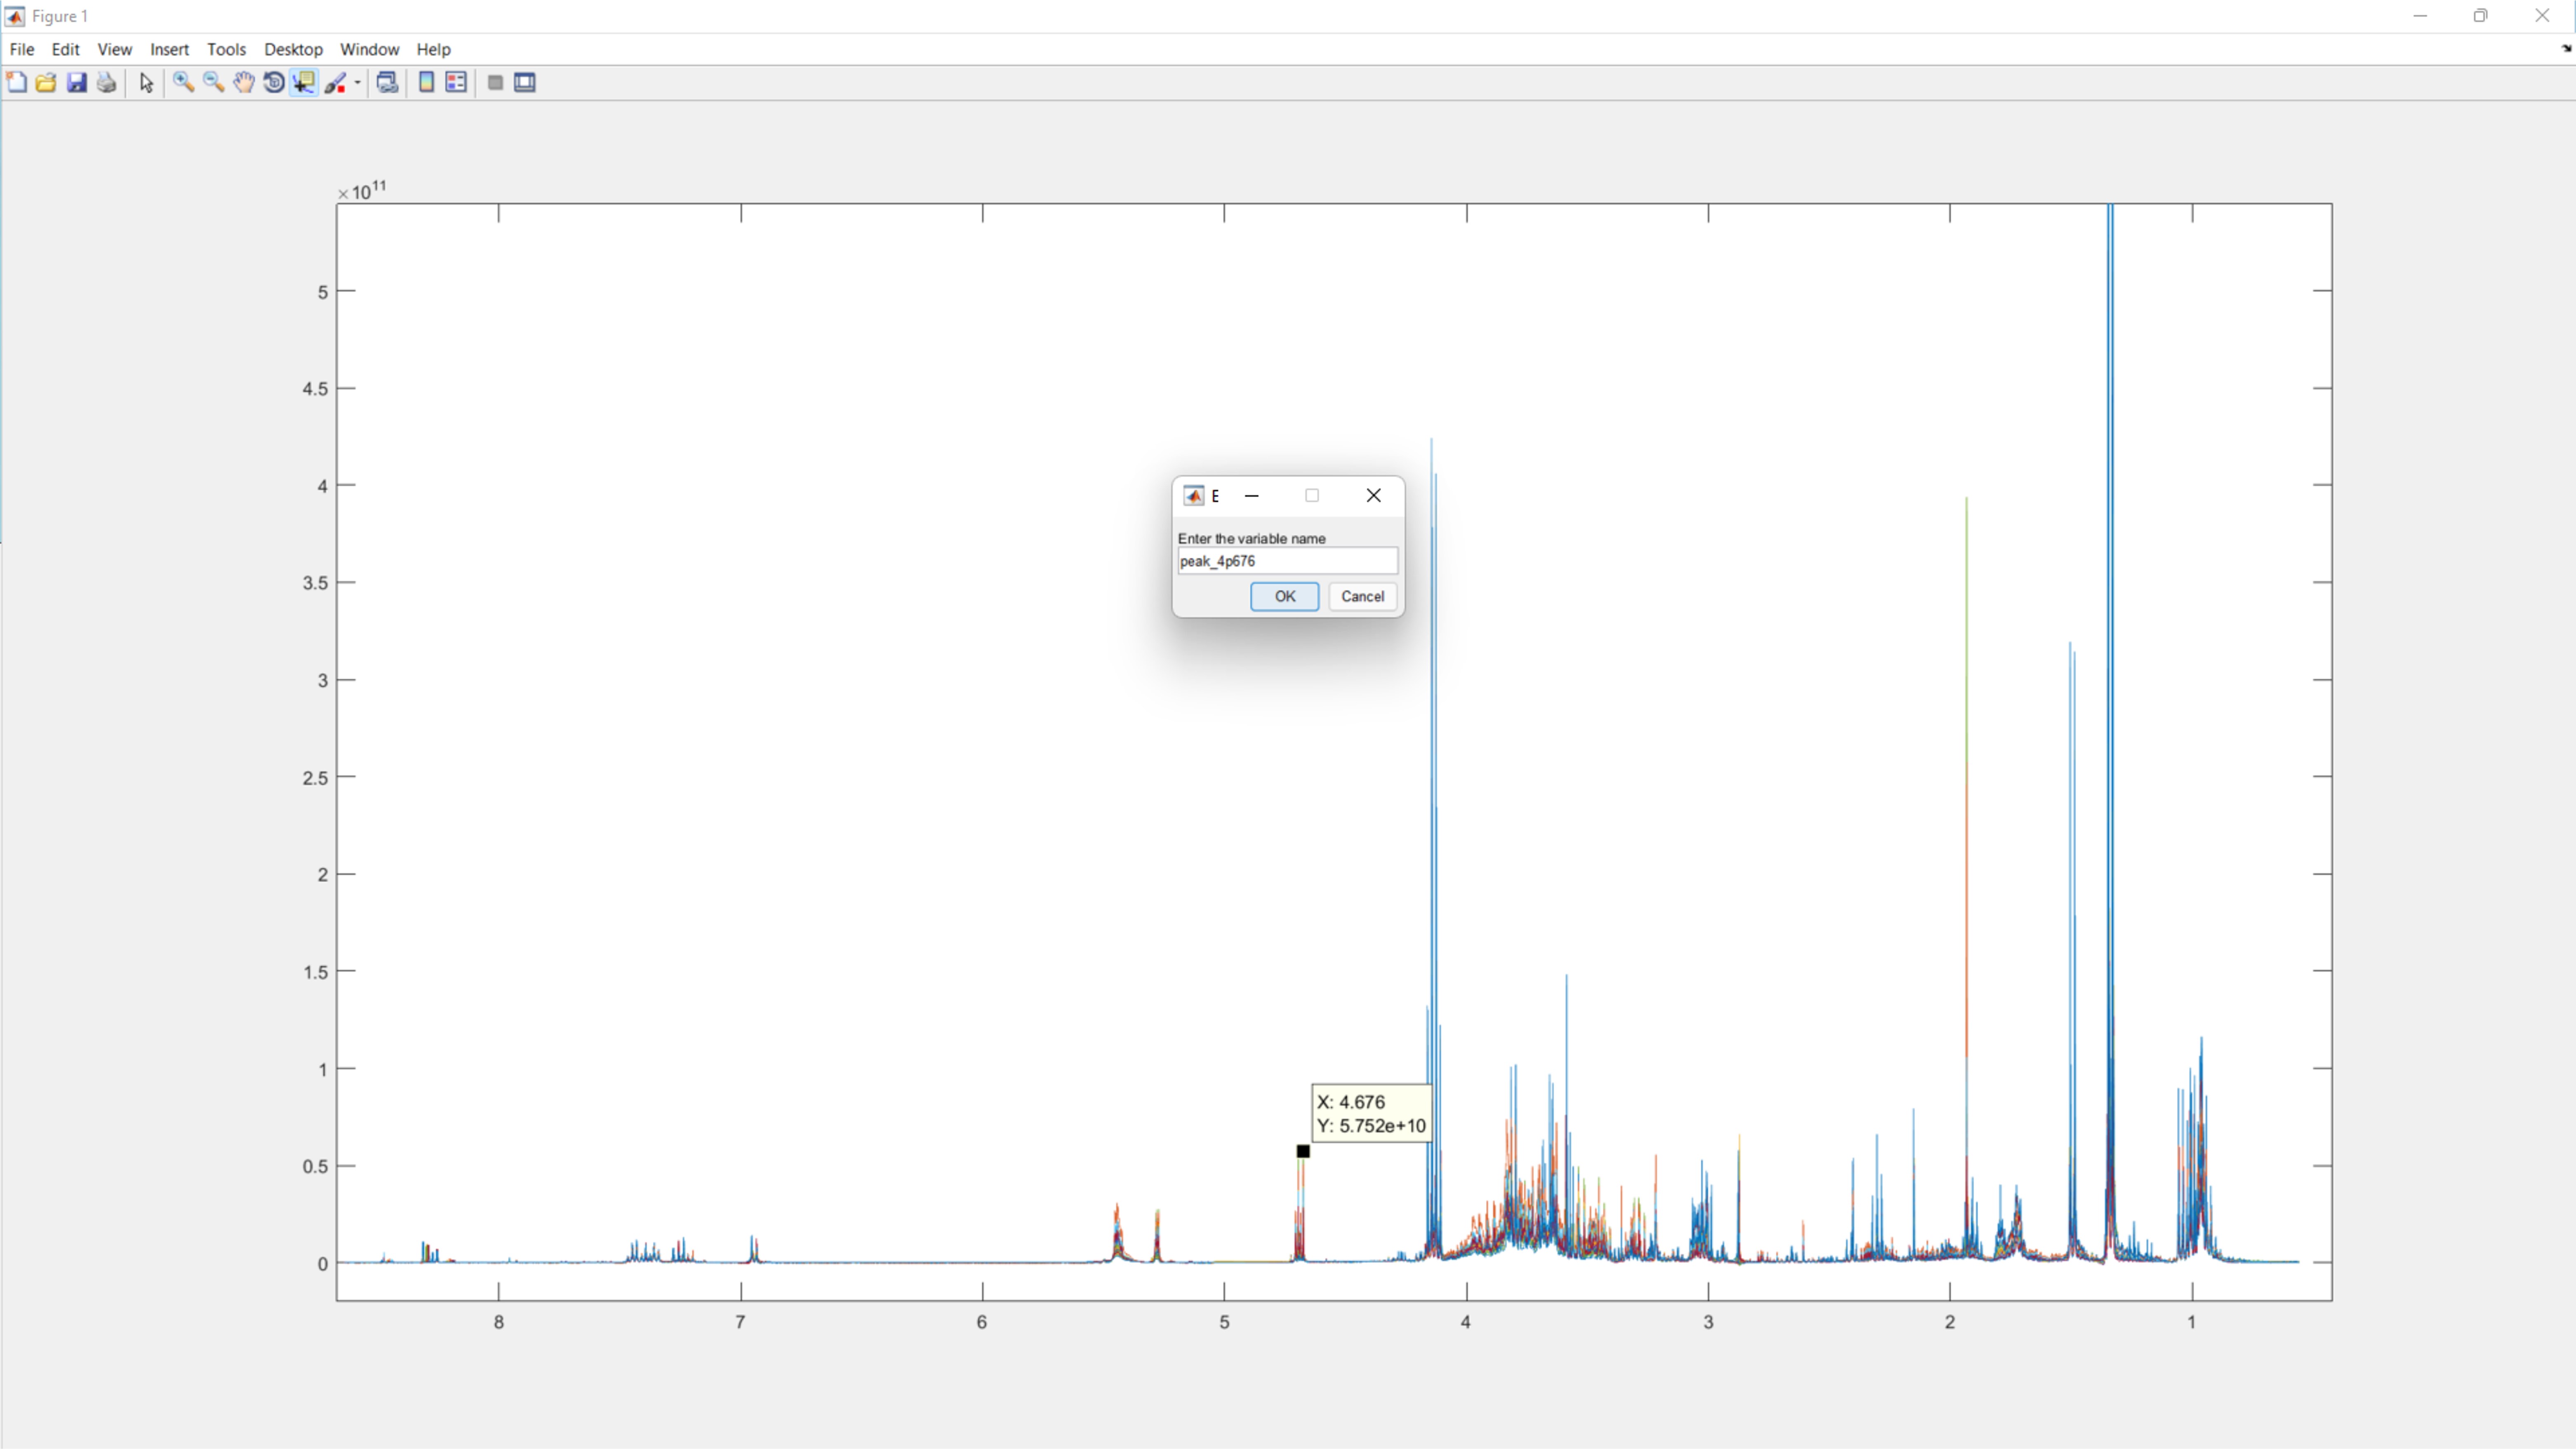 Figure 1
File Edit View Insert Tools Desktop Window Help
×10^11
5
4.5
4
3.5
3
2.5
2
1.5
1
0.5
0
E
Enter the variable name
peak_4p676
OK Cancel
X: 4.676
Y: 5.752e+10
8 7 6 5 4 3 2 1